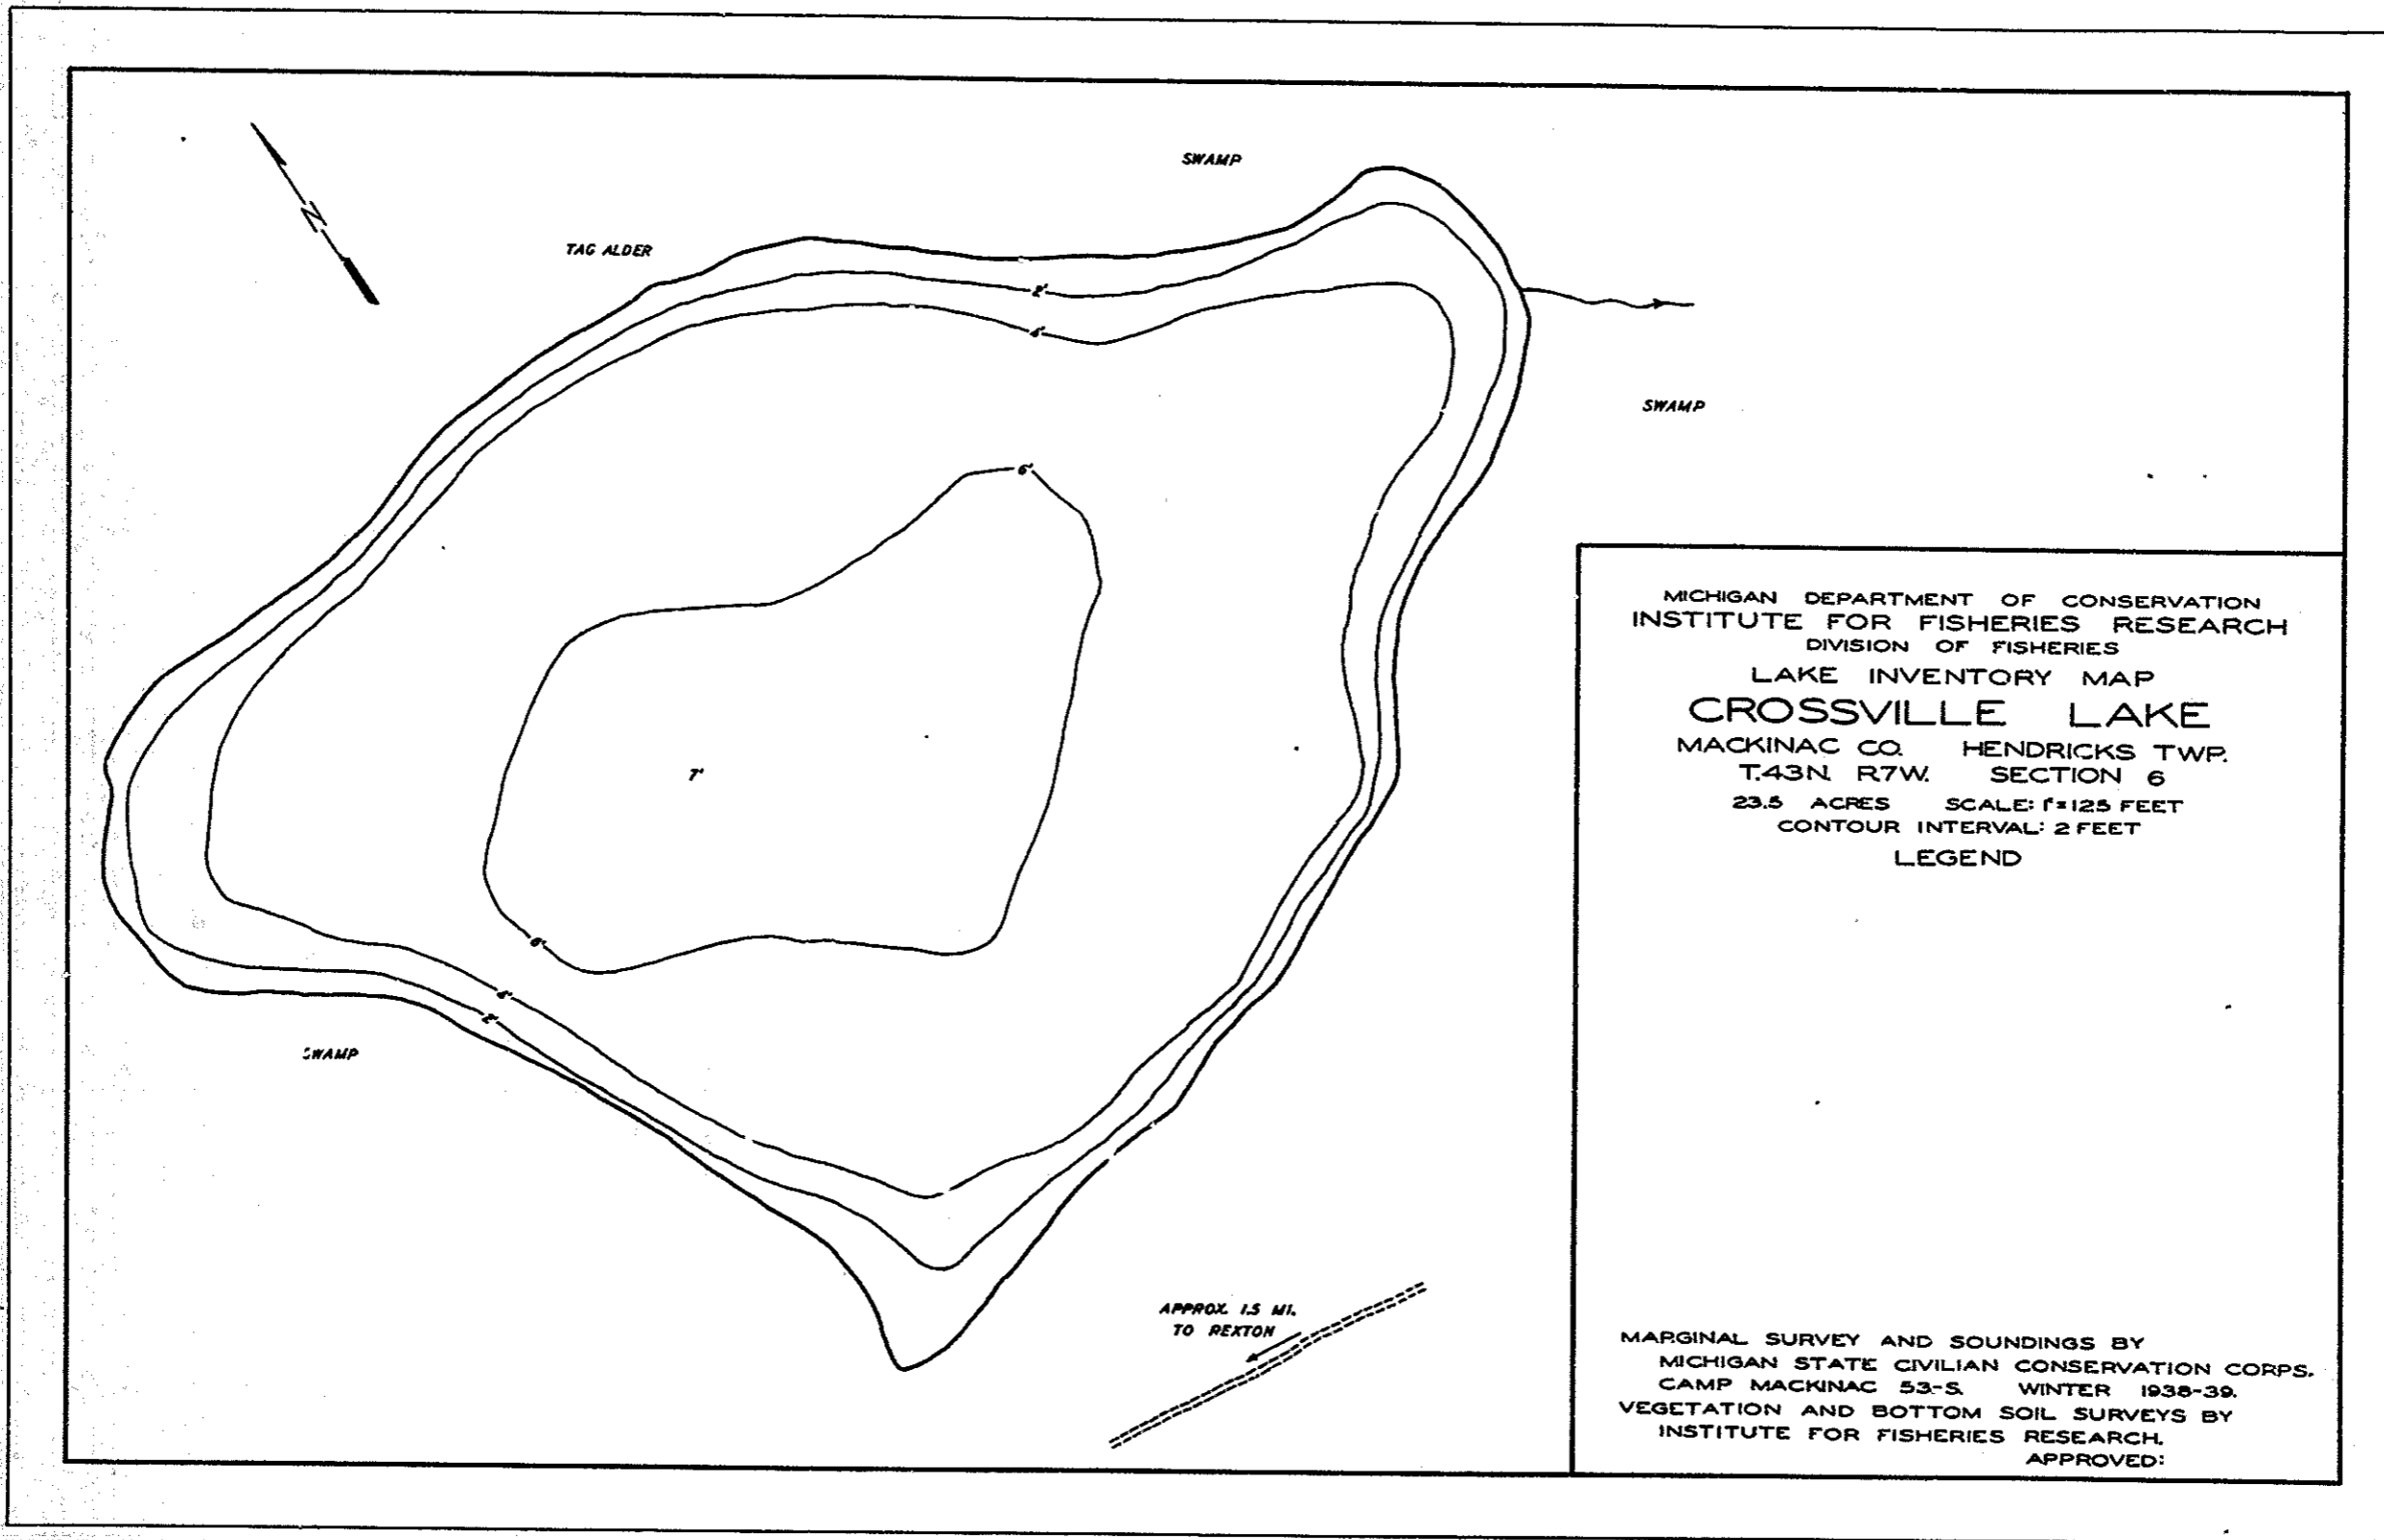 SWAMP
N
TAG ALDER
2'
4'
SWAMP
6'
7'
6'
4'
2'
SWAMP
APPROX. 1.5 MI.
TO REXTON
MICHIGAN DEPARTMENT OF CONSERVATION
INSTITUTE FOR FISHERIES RESEARCH
DIVISION OF FISHERIES
LAKE INVENTORY MAP
CROSSVILLE LAKE
MACKINAC CO. HENDRICKS TWP.
T.43N R7W. SECTION 6
23.5 ACRES SCALE: 1"=125 FEET
CONTOUR INTERVAL: 2 FEET
LEGEND
MARGINAL SURVEY AND SOUNDINGS BY
MICHIGAN STATE CIVILIAN CONSERVATION CORPS.
CAMP MACKINAC 53-S. WINTER 1938-39.
VEGETATION AND BOTTOM SOIL SURVEYS BY
INSTITUTE FOR FISHERIES RESEARCH.
APPROVED: